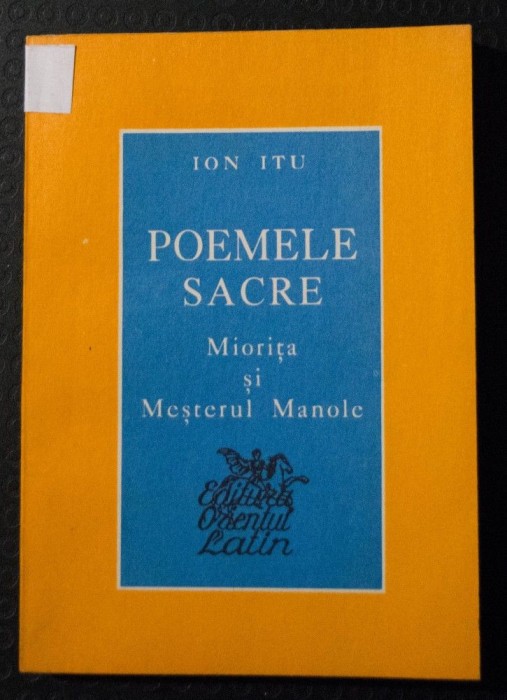 ION ITU
POEMELE
SACRE
Miorița
și
Meșterul Manole
Editura
Orientul
Latin